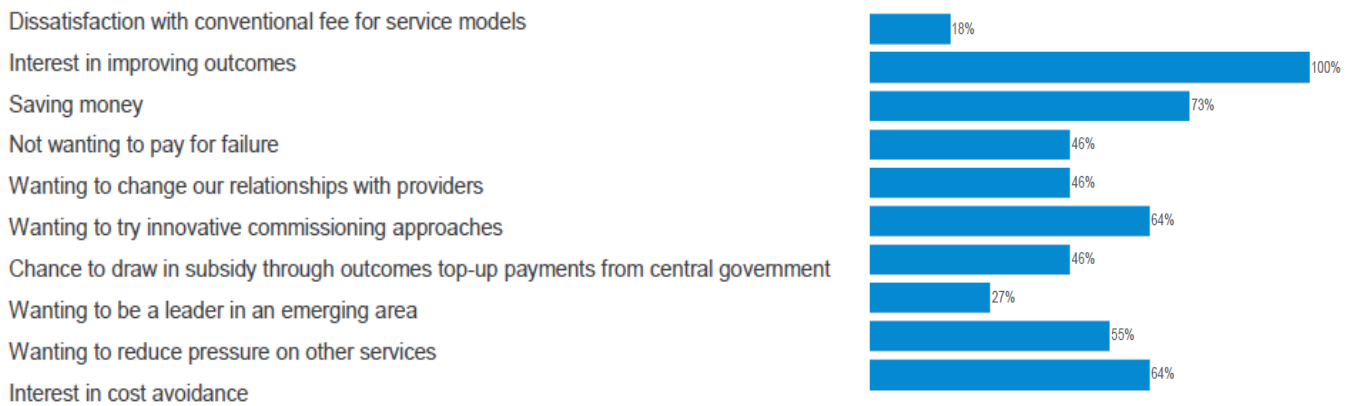 Dissatisfaction with conventional fee for service models 18%
Interest in improving outcomes 100%
Saving money 73%
Not wanting to pay for failure 46%
Wanting to change our relationships with providers 46%
Wanting to try innovative commissioning approaches 64%
Chance to draw in subsidy through outcomes top-up payments from central government 46%
Wanting to be a leader in an emerging area 27%
Wanting to reduce pressure on other services 55%
Interest in cost avoidance 64%